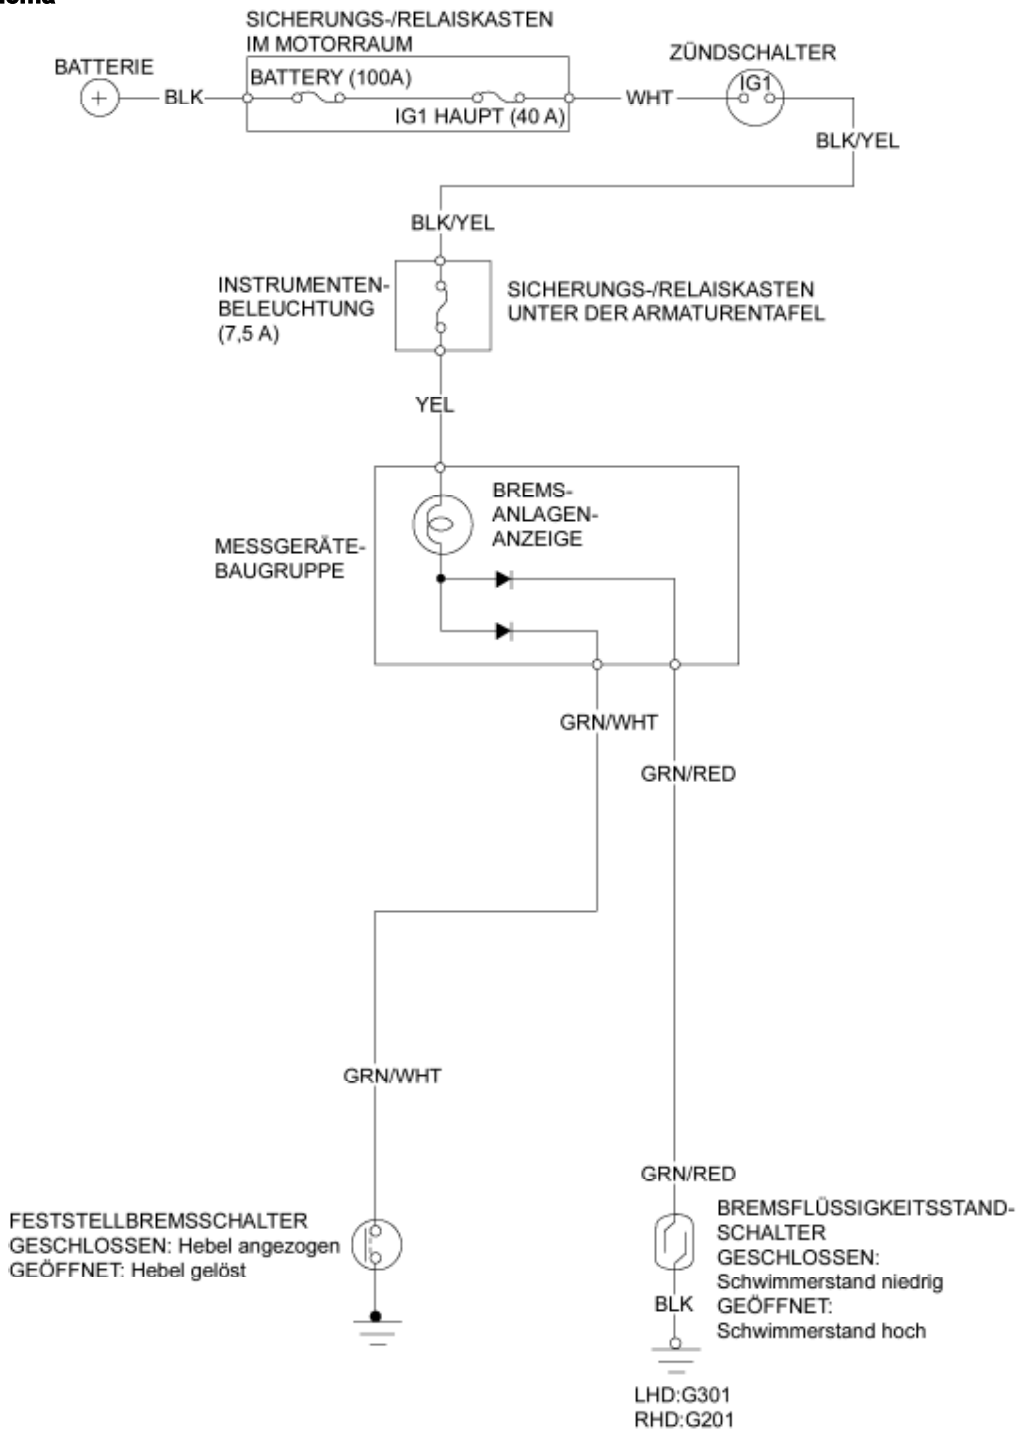 SICHERUNGS-/RELAISKASTEN
IM MOTORRAUM
BATTERIE
BLK
BATTERY (100A)
IG1 HAUPT (40 A)
WHT
ZÜNDSCHALTER
IG1
BLK/YEL
BLK/YEL
INSTRUMENTEN-
BELEUCHTUNG
(7,5 A)
SICHERUNGS-/RELAISKASTEN
UNTER DER ARMATURENTAFEL
YEL
BREMS-
ANLAGEN-
ANZEIGE
MESSGERÄTE-
BAUGRUPPE
GRN/WHT
GRN/RED
GRN/WHT
GRN/RED
FESTSTELLBREMSSCHALTER
GESCHLOSSEN: Hebel angezogen
GEÖFFNET: Hebel gelöst
BREMSFLÜSSIGKEITSSTAND-
SCHALTER
GESCHLOSSEN:
Schwimmerstand niedrig
GEÖFFNET:
Schwimmerstand hoch
BLK
LHD:G301
RHD:G201